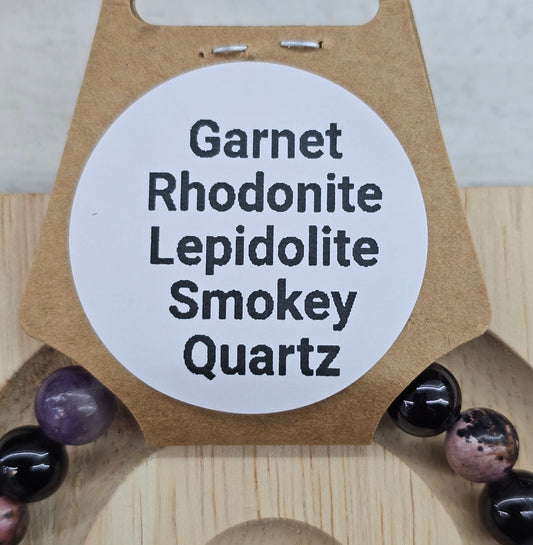 Garnet
Rhodonite
Lepidolite
Smokey
Quartz